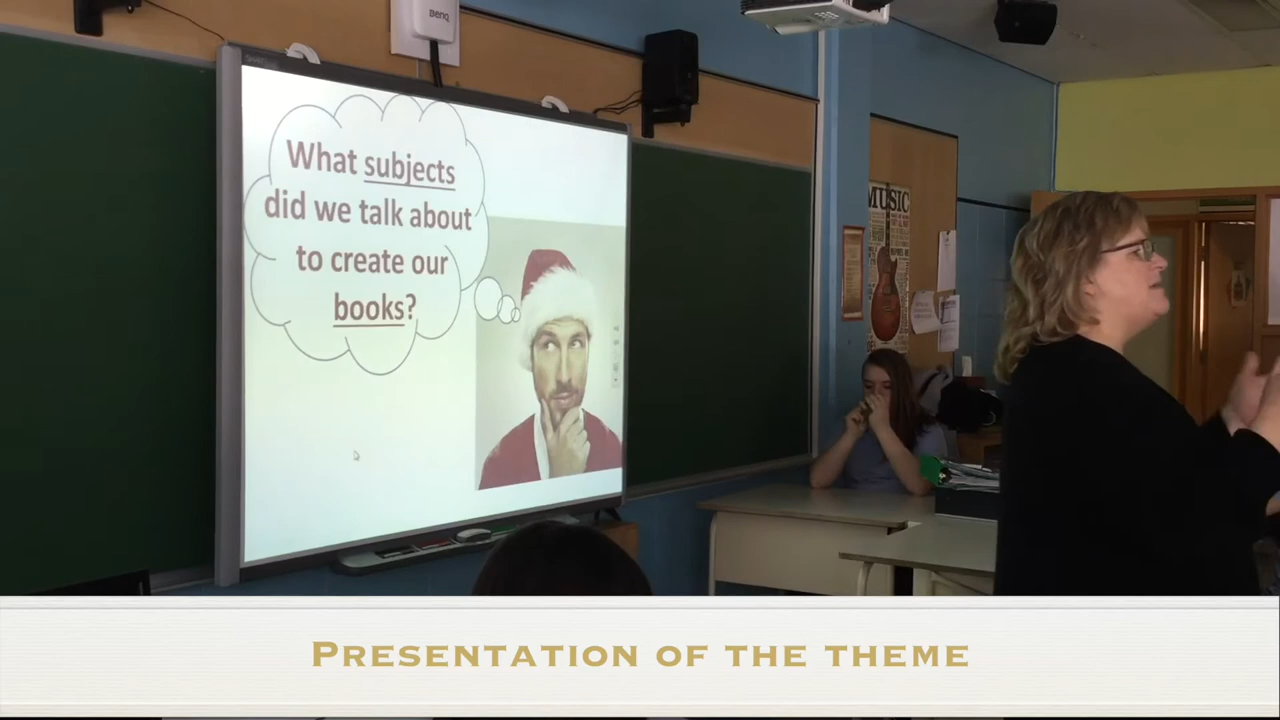 BenQ
What subjects
did we talk about
to create our
books?
MUSIC
PRESENTATION OF THE THEME